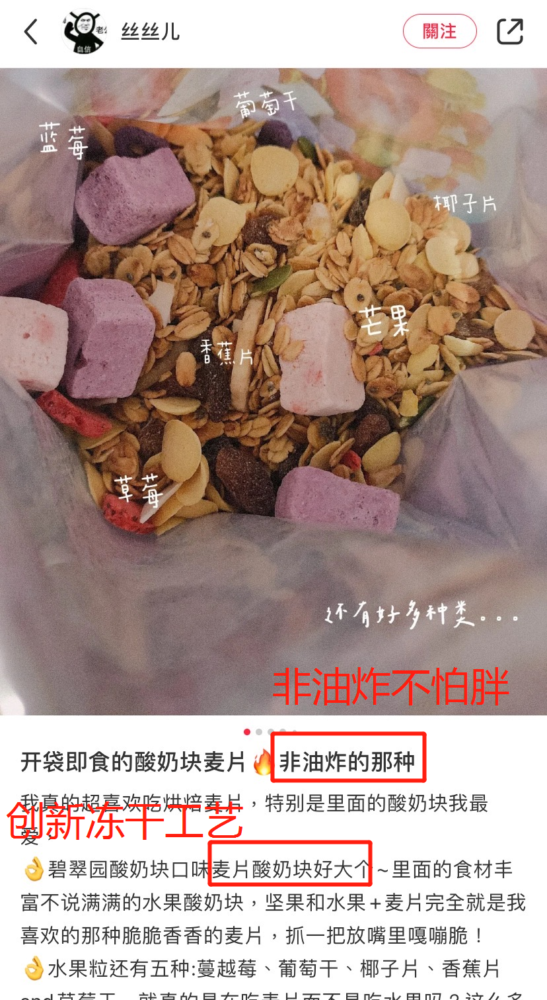 老公
自信
丝丝儿
關注
葡萄干
蓝莓
椰子片
芒果
香蕉片
草莓
还有好多种类...
非油炸不怕胖
开袋即食的酸奶块麦片🔥非油炸的那种
我真的超喜欢吃烘焙麦片，特别是里面的酸奶块我最
创新冻干工艺
爱，
👌碧翠园酸奶块口味麦片酸奶块好大个~里面的食材丰
富不说满满的水果酸奶块，坚果和水果+麦片完全就是我
喜欢的那种脆脆香香的麦片，抓一把放嘴里嘎嘣脆！
👌水果粒还有五种:蔓越莓、葡萄干、椰子片、香蕉片
and草莓干，就真的是在吃麦片而不是吃水果吗？这么多